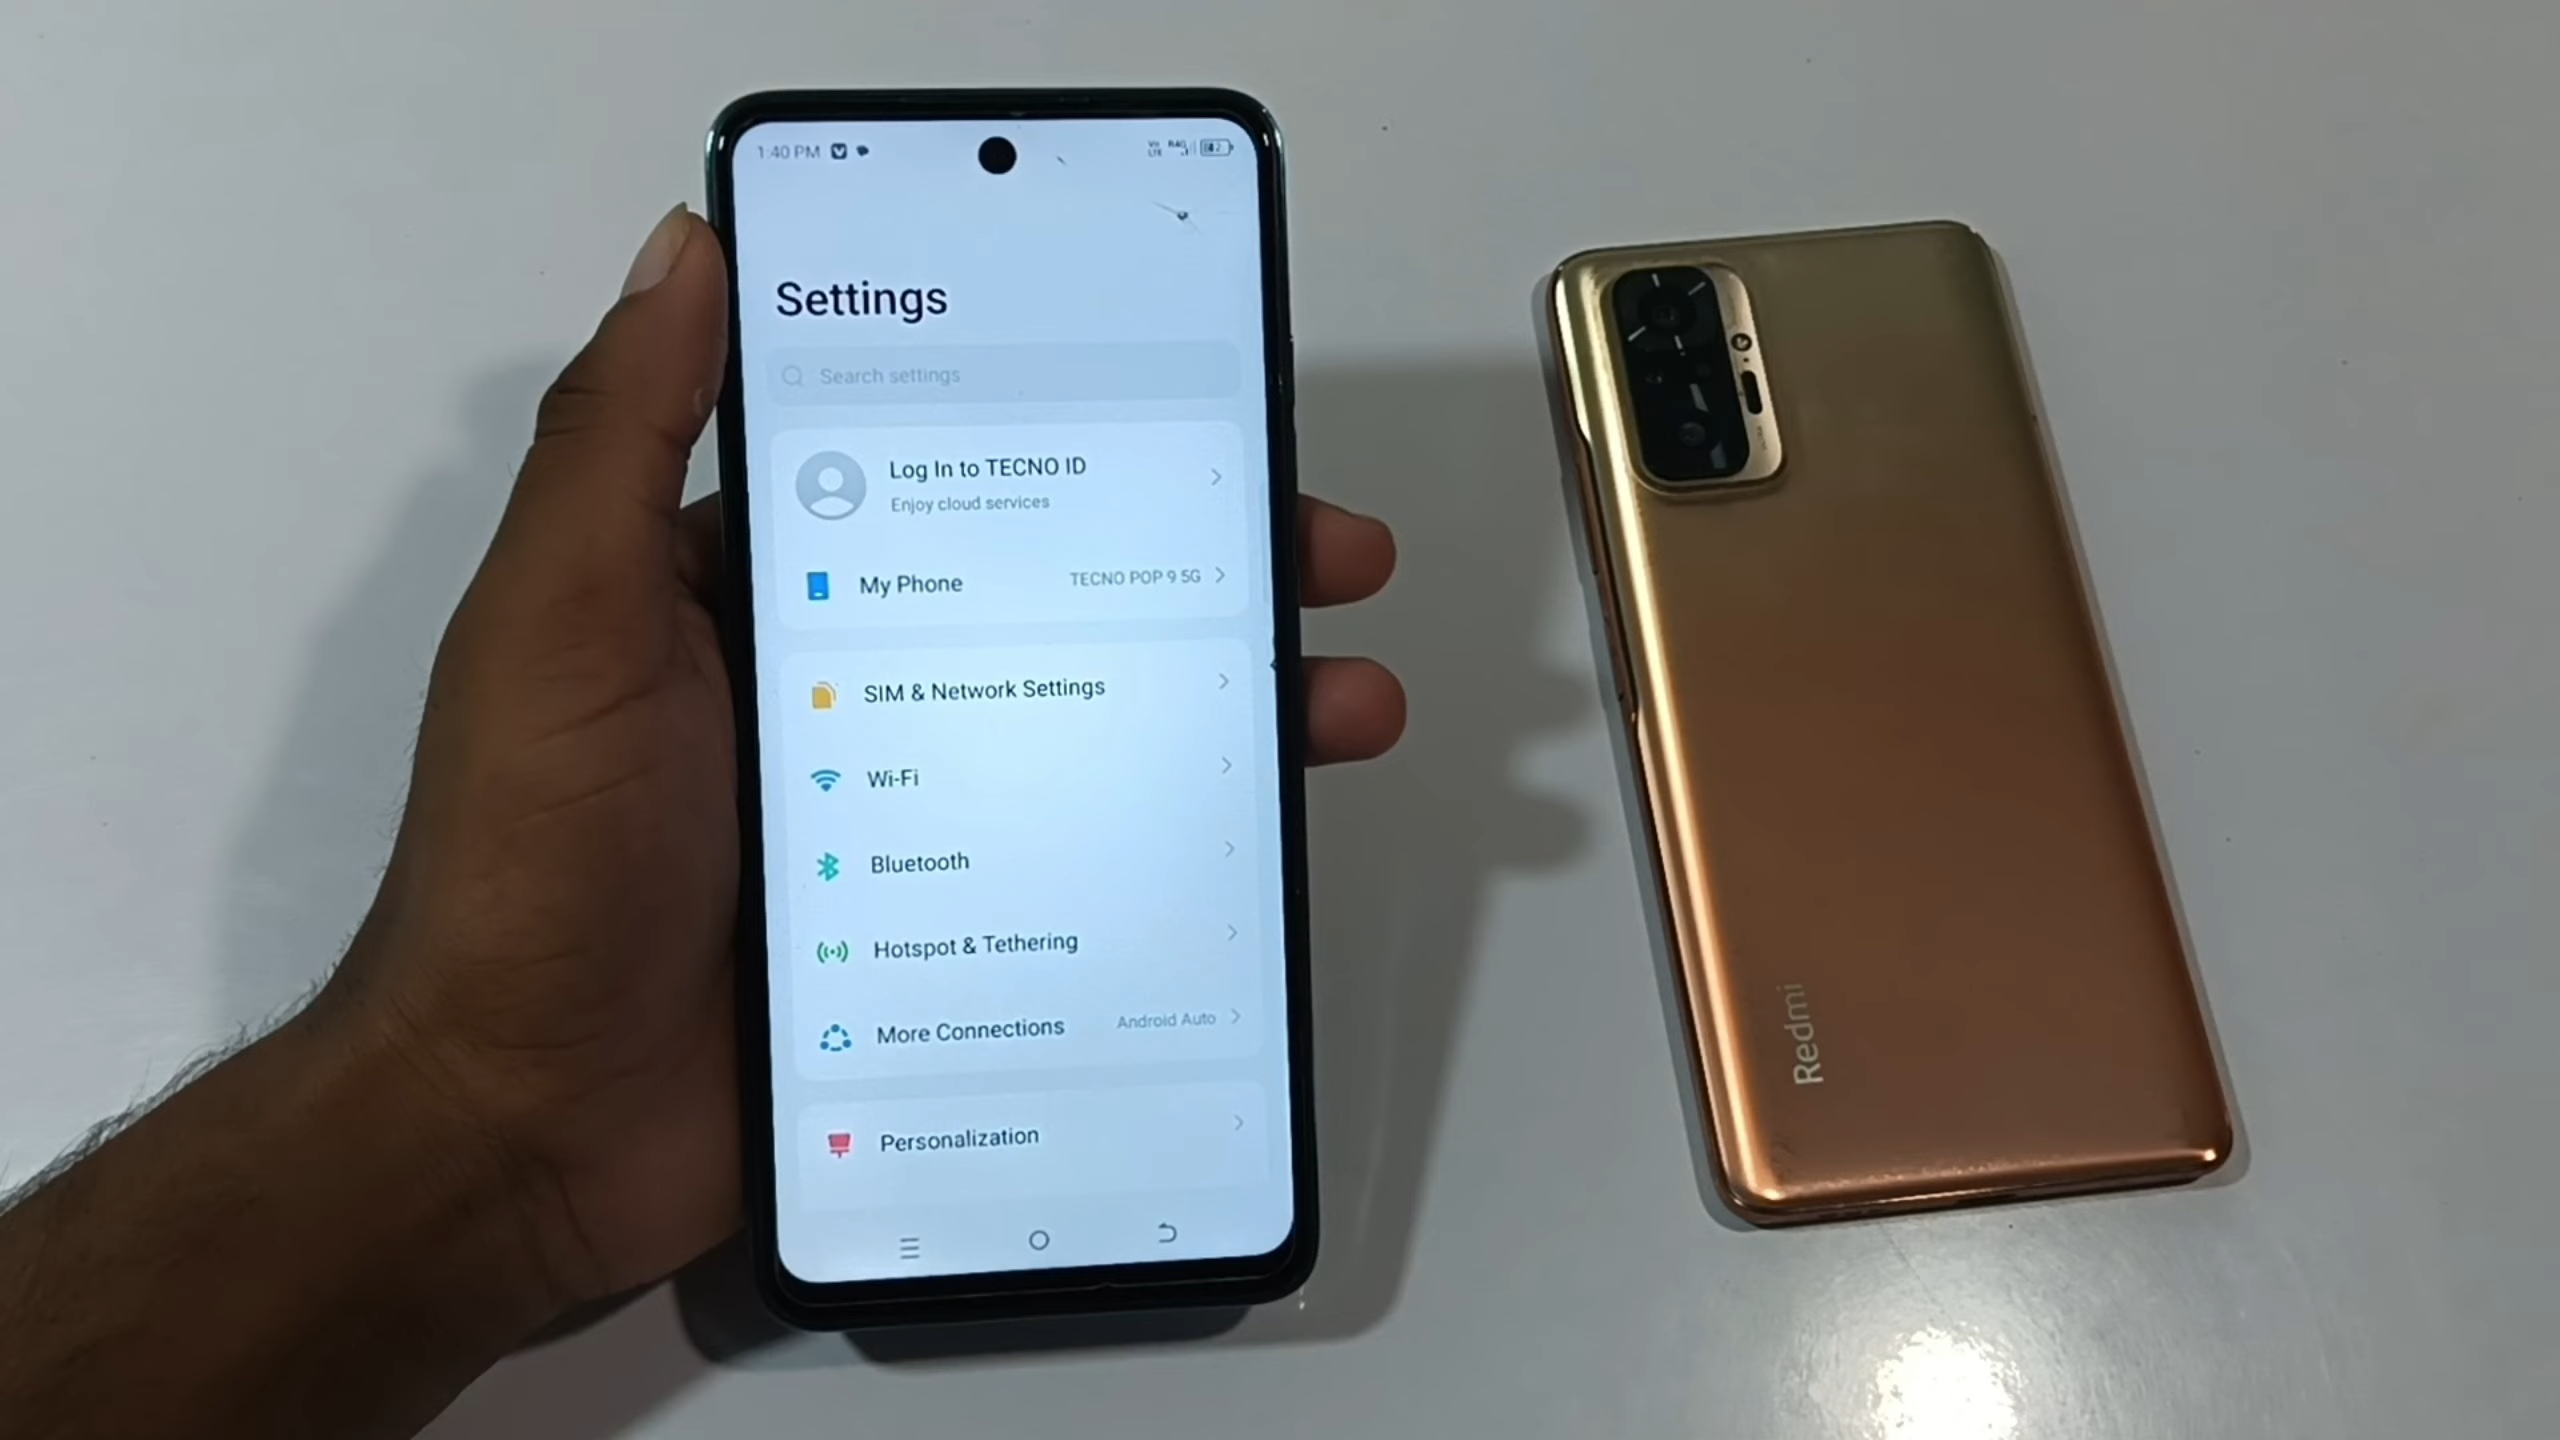 1:40 PM
Settings
Search settings
Log In to TECNO ID
Enjoy cloud services
My Phone
TECNO POP 9 5G
SIM & Network Settings
Wi-Fi
Bluetooth
Hotspot & Tethering
More Connections
Android Auto
Personalization
Redmi